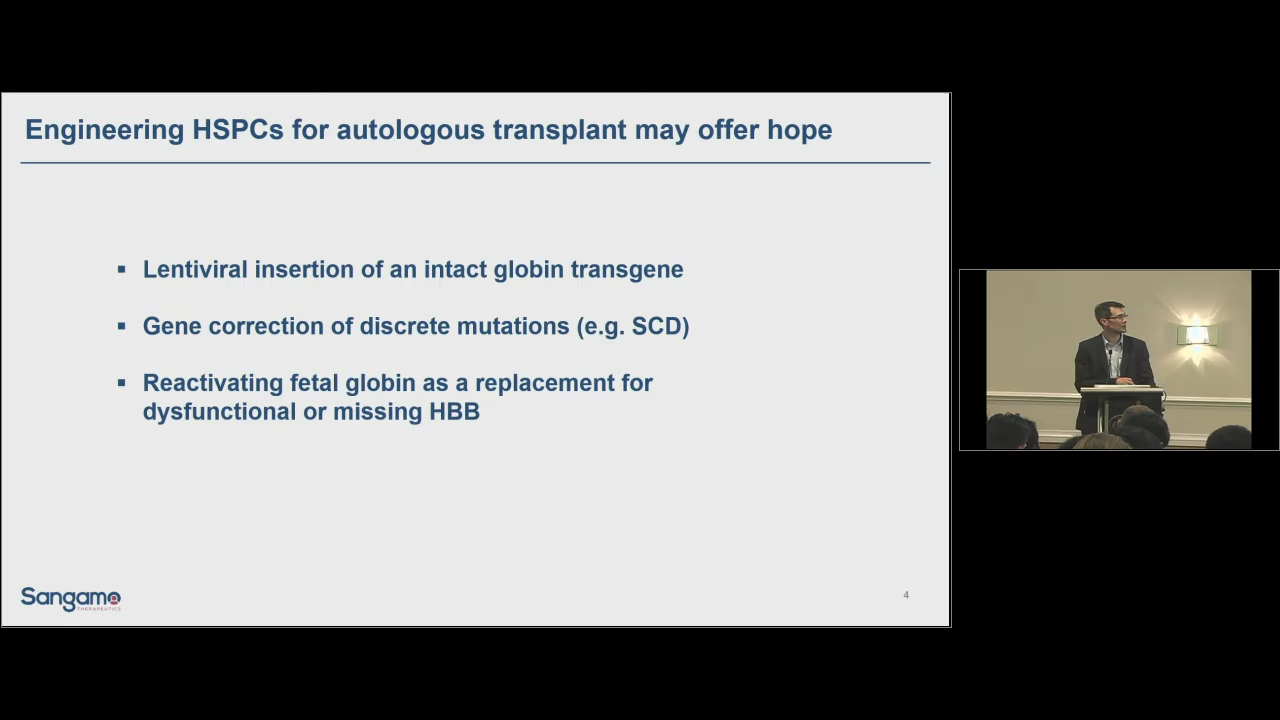 Engineering HSPCs for autologous transplant may offer hope
▪ Lentiviral insertion of an intact globin transgene
▪ Gene correction of discrete mutations (e.g. SCD)
▪ Reactivating fetal globin as a replacement for
dysfunctional or missing HBB
Sangamo
THERAPEUTICS
4